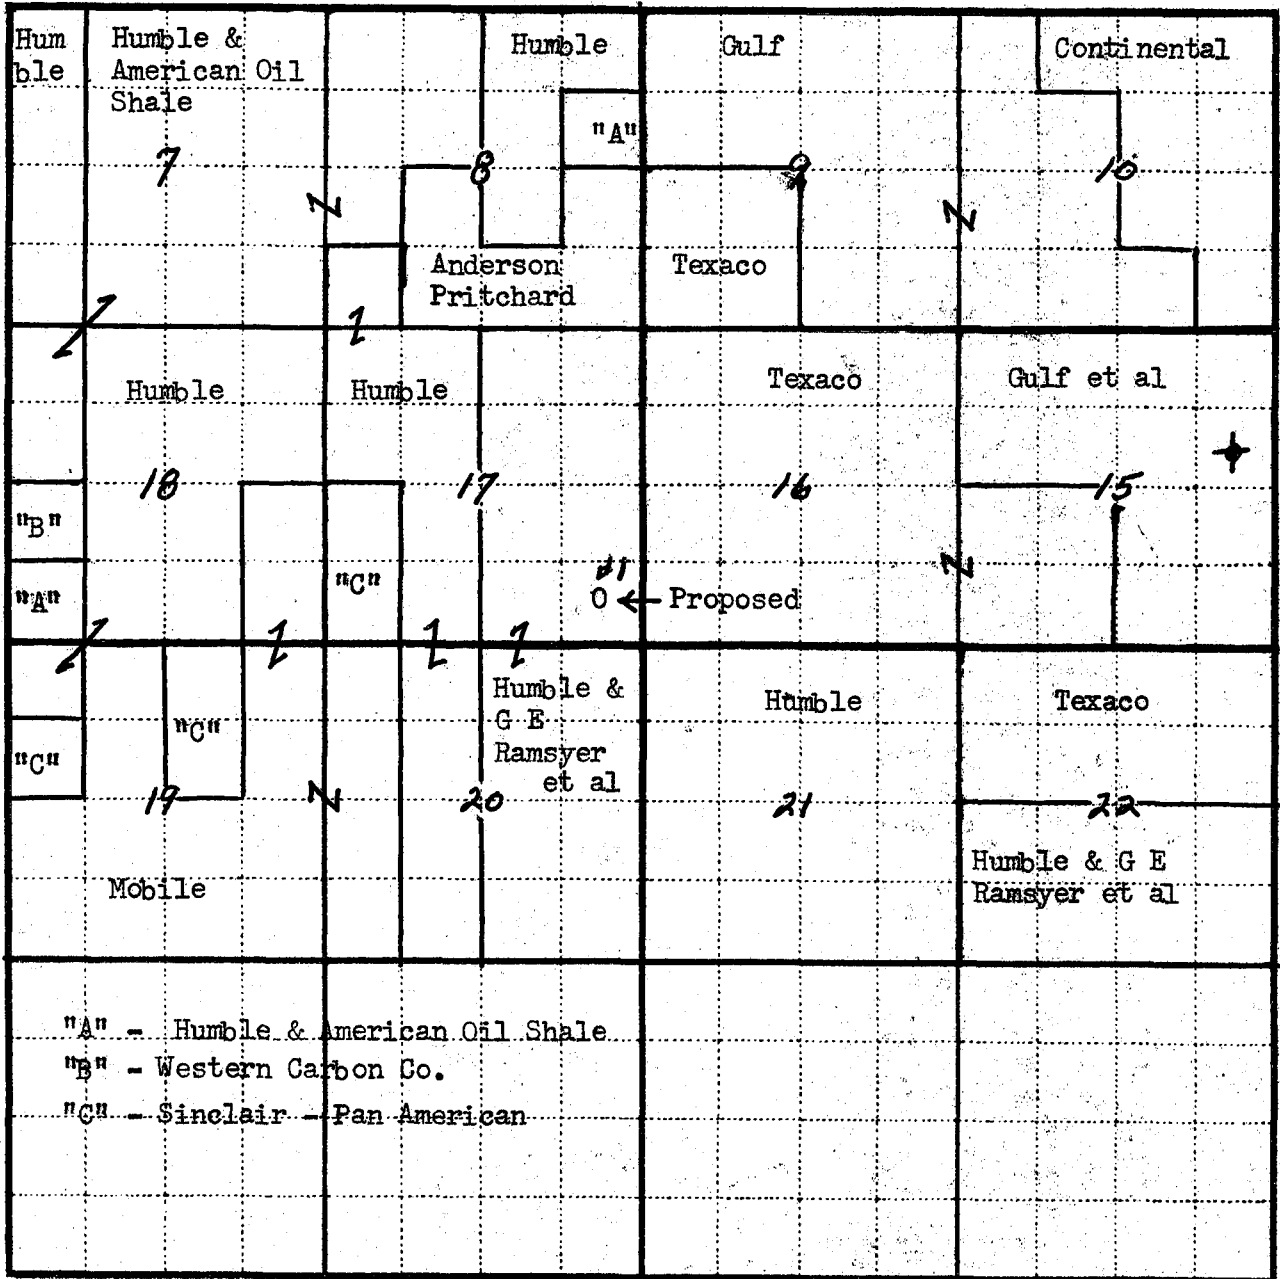 Hum
ble
Humble &
American Oil
Shale
Humble
Gulf
Continental
"A"
7
8
9
10
Anderson
Pritchard
Texaco
Humble
Humble
Texaco
Gulf et al
18
17
16
15
"B"
"A"
"C"
#1
O ← Proposed
Humble &
G E
Ramsyer
et al
Humble
Texaco
"C"
"C"
19
20
21
22
Mobile
Humble & G E
Ramsyer et al
"A" - Humble & American Oil Shale
"B" - Western Carbon Co.
"C" - Sinclair - Pan American